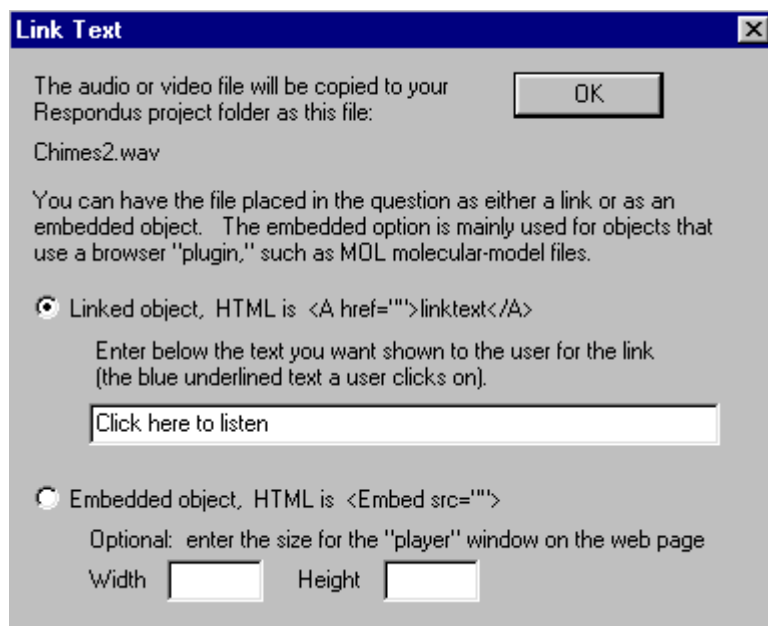 Link Text
The audio or video file will be copied to your
Respondus project folder as this file:
OK
Chimes2.wav
You can have the file placed in the question as either a link or as an
embedded object.   The embedded option is mainly used for objects that
use a browser "plugin," such as MOL molecular-model files.
Linked object,  HTML is  <A href="">linktext</A>
Enter below the text you want shown to the user for the link
(the blue underlined text a user clicks on).
Click here to listen
Embedded object,  HTML is  <Embed src="">
Optional:  enter the size for the "player" window on the web page
Width  Height